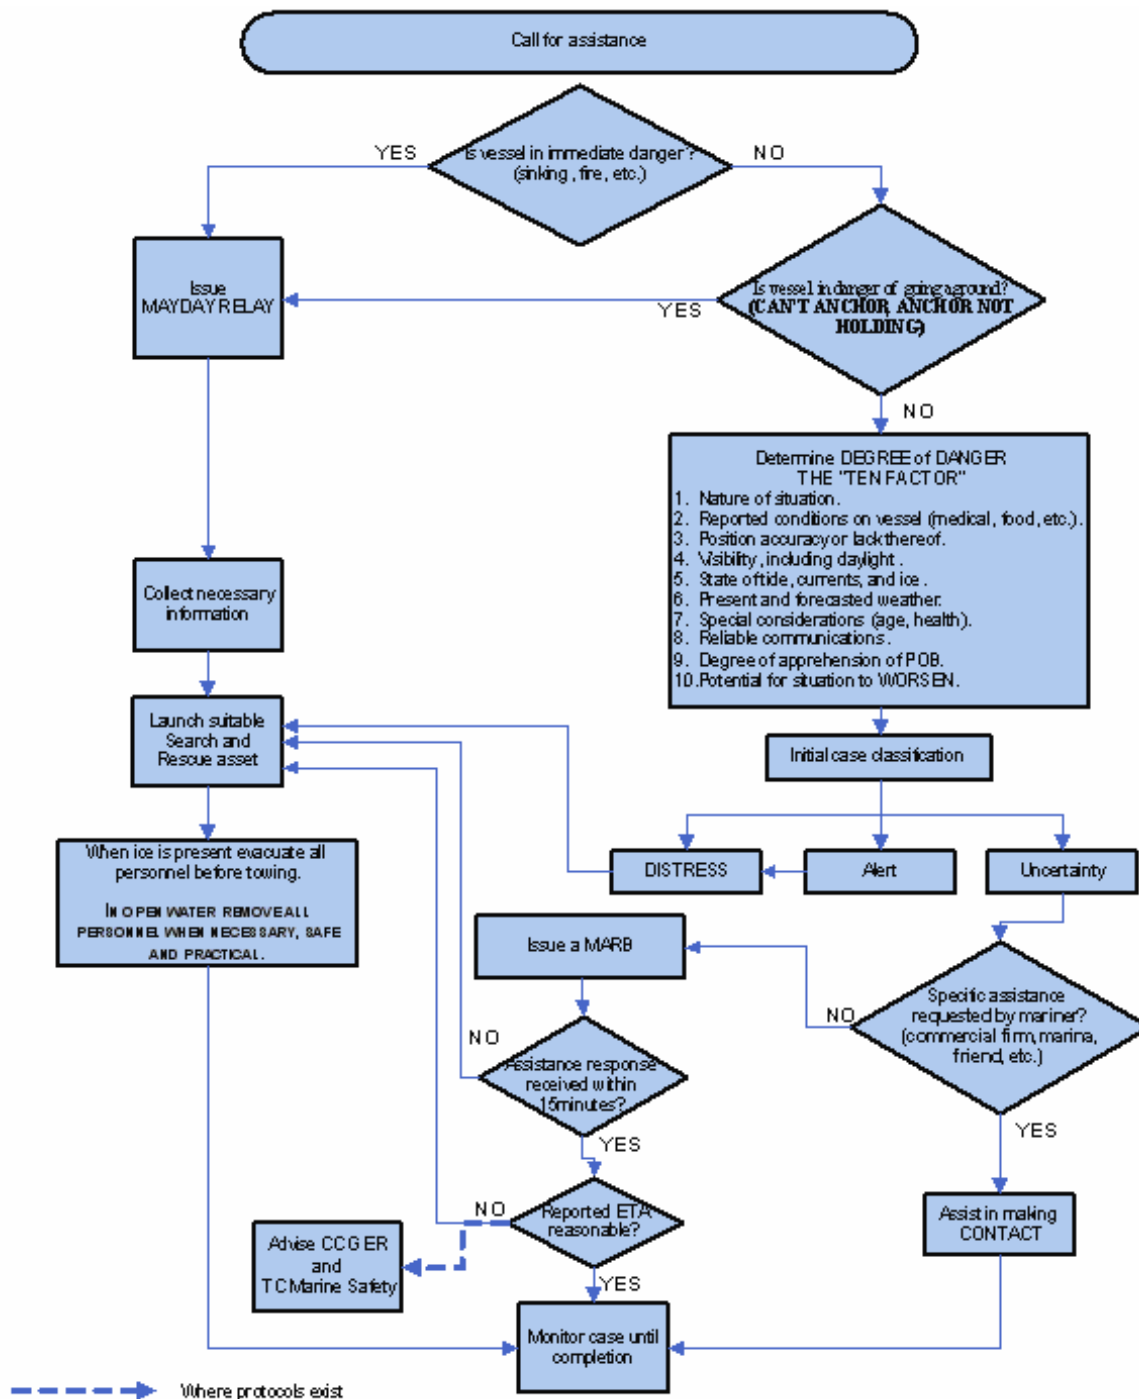 Call for assistance
Is vessel in immediate danger?
(sinking, fire, etc.)
YES
NO
Issue
MAYDAY RELAY
Is vessel in danger of going aground?
(CAN'T ANCHOR, ANCHOR NOT
HOLDING)
YES
NO
Determine DEGREE of DANGER
THE "TEN FACTOR"
1. Nature of situation.
2. Reported conditions on vessel (medical, food, etc.).
3. Position accuracy or lack thereof.
4. Visibility, including daylight.
5. State of tide, currents, and ice.
6. Present and forecasted weather.
7. Special considerations (age, health).
8. Reliable communications.
9. Degree of apprehension of POB.
10. Potential for situation to WORSEN.
Collect necessary
information
Launch suitable
Search and
Rescue asset
Initial case classification
When ice is present evacuate all
personnel before towing.
IN OPEN WATER REMOVE ALL
PERSONNEL WHEN NECESSARY, SAFE
AND PRACTICAL.
DISTRESS
Alert
Uncertainty
Issue a MARB
Specific assistance
requested by mariner?
(commercial firm, marina,
friend, etc.)
NO
YES
NO
Assistance response
received within
15minutes?
YES
NO
Reported ETA
reasonable?
YES
Advise CCGER
and
TC Marine Safety
Assist in making
CONTACT
Monitor case until
completion
Where protocols exist